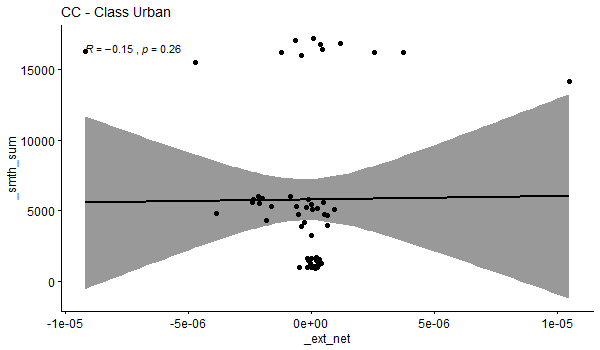 CC - Class Urban
R = −0.15 , p = 0.26
15000
10000
5000
0
_smth_sum
-1e-05
-5e-06
0e+00
5e-06
1e-05
_ext_net